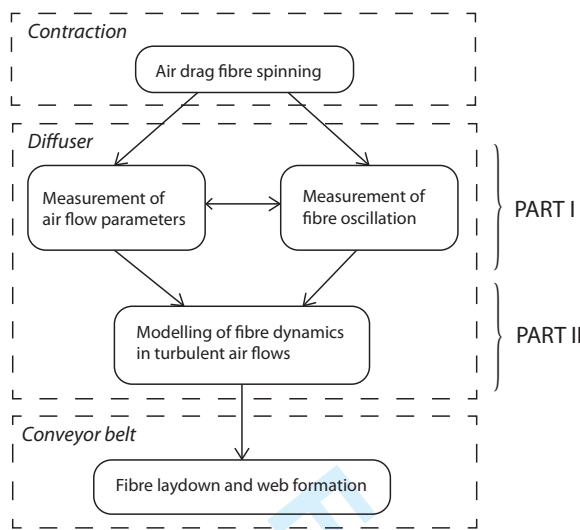 Contraction
Air drag fibre spinning
Diffuser
Measurement of
air flow parameters
Measurement of
fibre oscillation
PART I
Modelling of fibre dynamics
in turbulent air flows
PART II
Conveyor belt
Fibre laydown and web formation